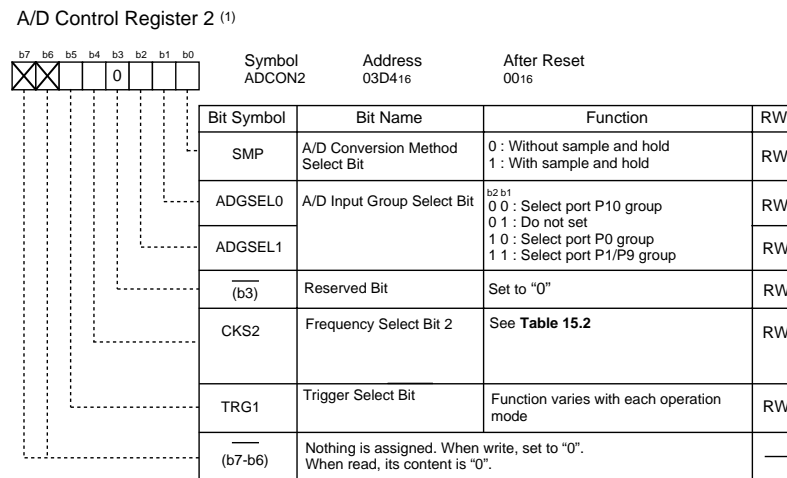 A/D Control Register 2 (1)
b7 b6 b5 b4 b3 b2 b1 b0
0
Symbol Address After Reset
ADCON2 03D416 0016
Bit Symbol Bit Name Function RW
SMP A/D Conversion Method Select Bit 0 : Without sample and hold
1 : With sample and hold
RW
ADGSEL0 A/D Input Group Select Bit
b2 b1
0 0 : Select port P10 group
0 1 : Do not set
1 0 : Select port P0 group
1 1 : Select port P1/P9 group
RW
ADGSEL1
RW
(b3) Reserved Bit Set to “0” RW
CKS2 Frequency Select Bit 2 See Table 15.2 RW
TRG1 Trigger Select Bit Function varies with each operation
mode
RW
(b7-b6) Nothing is assigned. When write, set to “0”.
When read, its content is “0”.
—